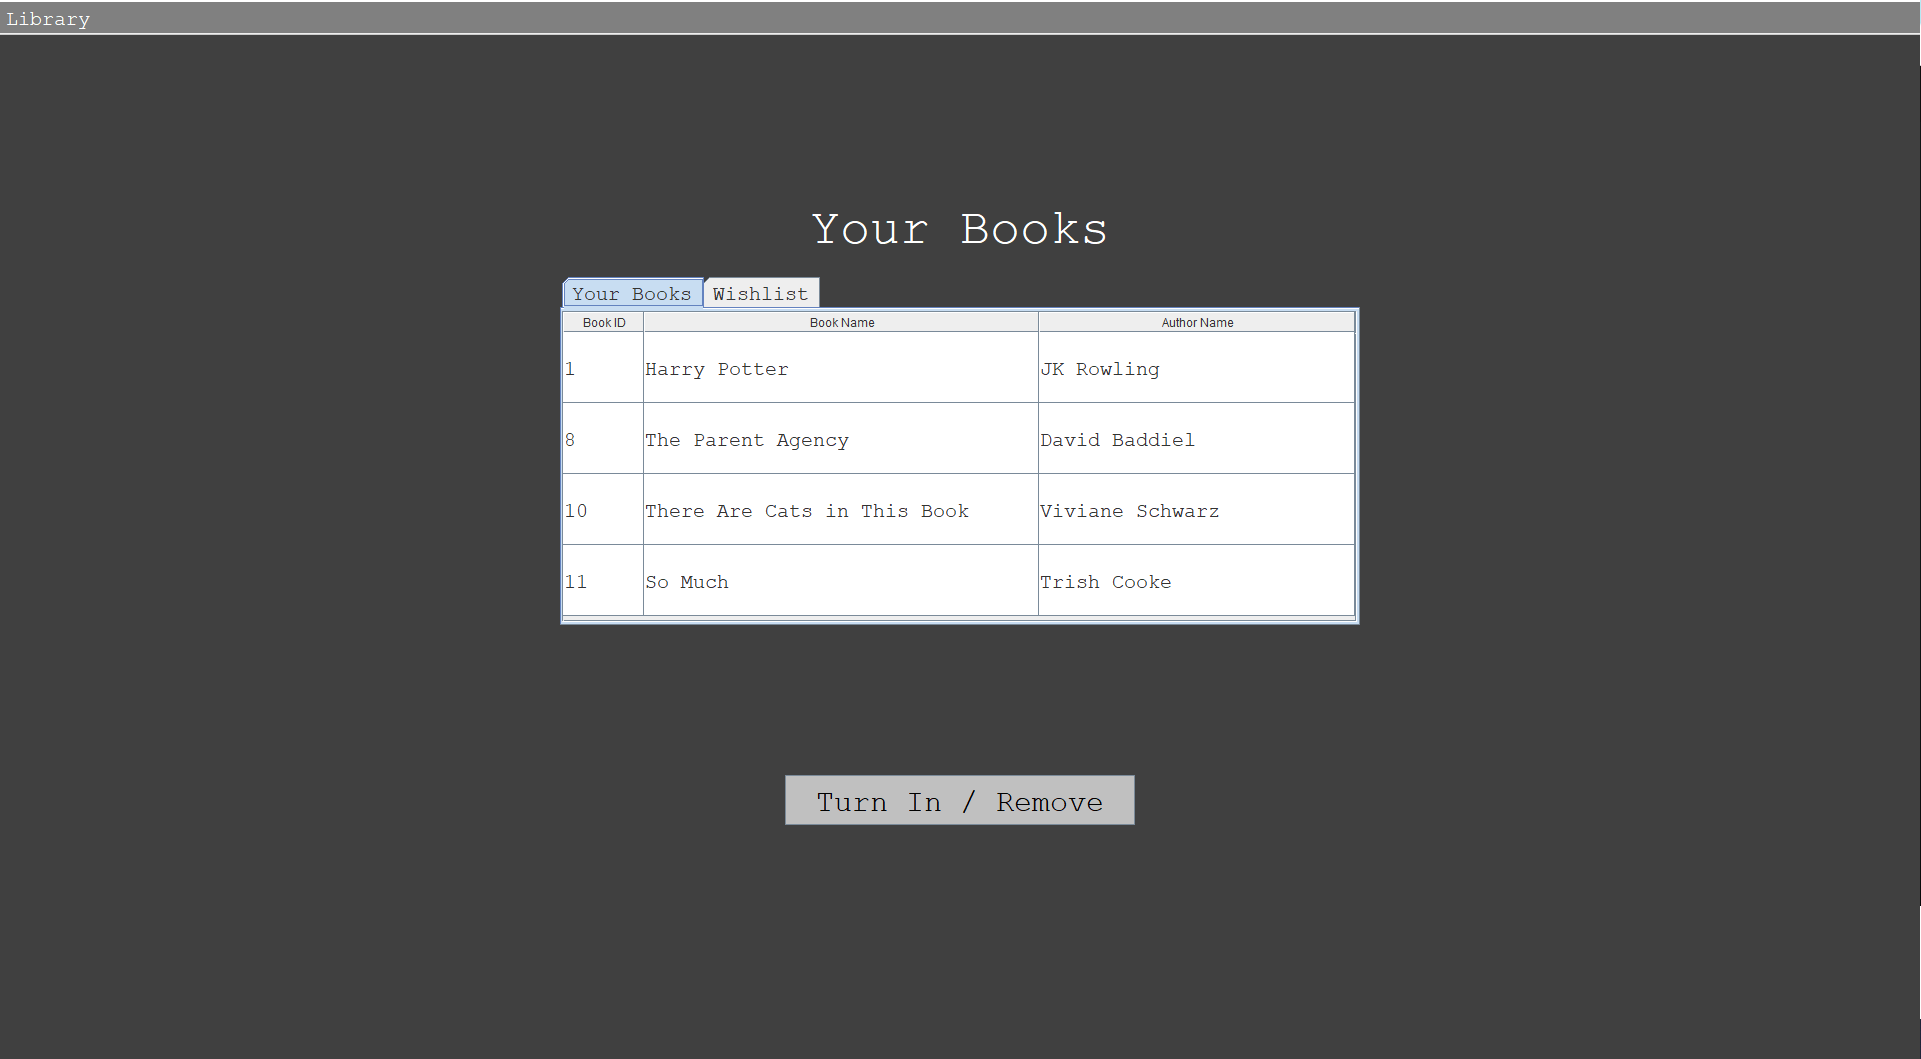 Library
Your Books
Your Books Wishlist
Book ID Book Name Author Name
1 Harry Potter JK Rowling
8 The Parent Agency David Baddiel
10 There Are Cats in This Book Viviane Schwarz
11 So Much Trish Cooke
Turn In / Remove